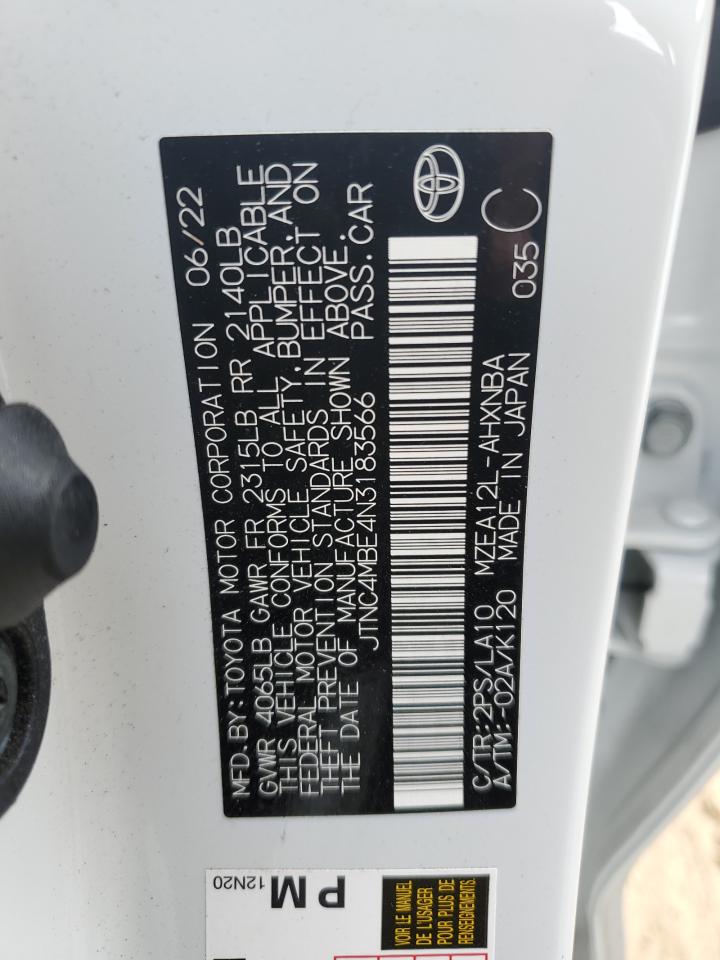 MFD.BY:TOYOTA MOTOR CORPORATION 06/22
GVWR 4065LB GAWR FR 2315LB RR 2140LB
THIS VEHICLE CONFORMS TO ALL APPLICABLE
FEDERAL MOTOR VEHICLE SAFETY,BUMPER,AND
THEFT PREVENTION STANDARDS IN EFFECT ON
THE DATE OF MANUFACTURE SHOWN ABOVE.
JTNC4MBE4N3183566 PASS.CAR
C/TR:2PS/LA10 MZEA12L-AHXNBA 035
A/TM:-02A/K120 MADE IN JAPAN C
PM
12N20
VOIR LE MANUEL
DE L'USAGER
POUR PLUS DE
RENSEIGNEMENTS.